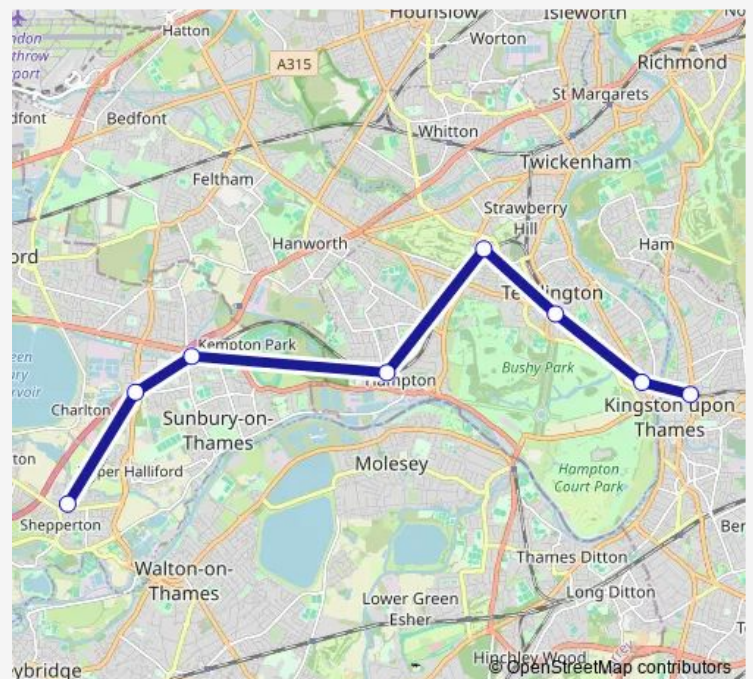 Hounslow
Isleworth
Hatton
Worton
A315
Richmond
St Margarets
Bedfont
Whitton
Twickenham
Feltham
Strawberry
Hill
Hanworth
Ham
Kempton Park
Bushy Park
Hampton
Charlton
Kingston upon
Thames
Sunbury-on-
Thames
per Halliford
Molesey
Hampton
Court Park
Shepperton
Thames Ditton
Walton-on-
Thames
Long Ditton
Lower Green
Esher
Hinchley Wood
ybridge
© OpenStreetMap contributors